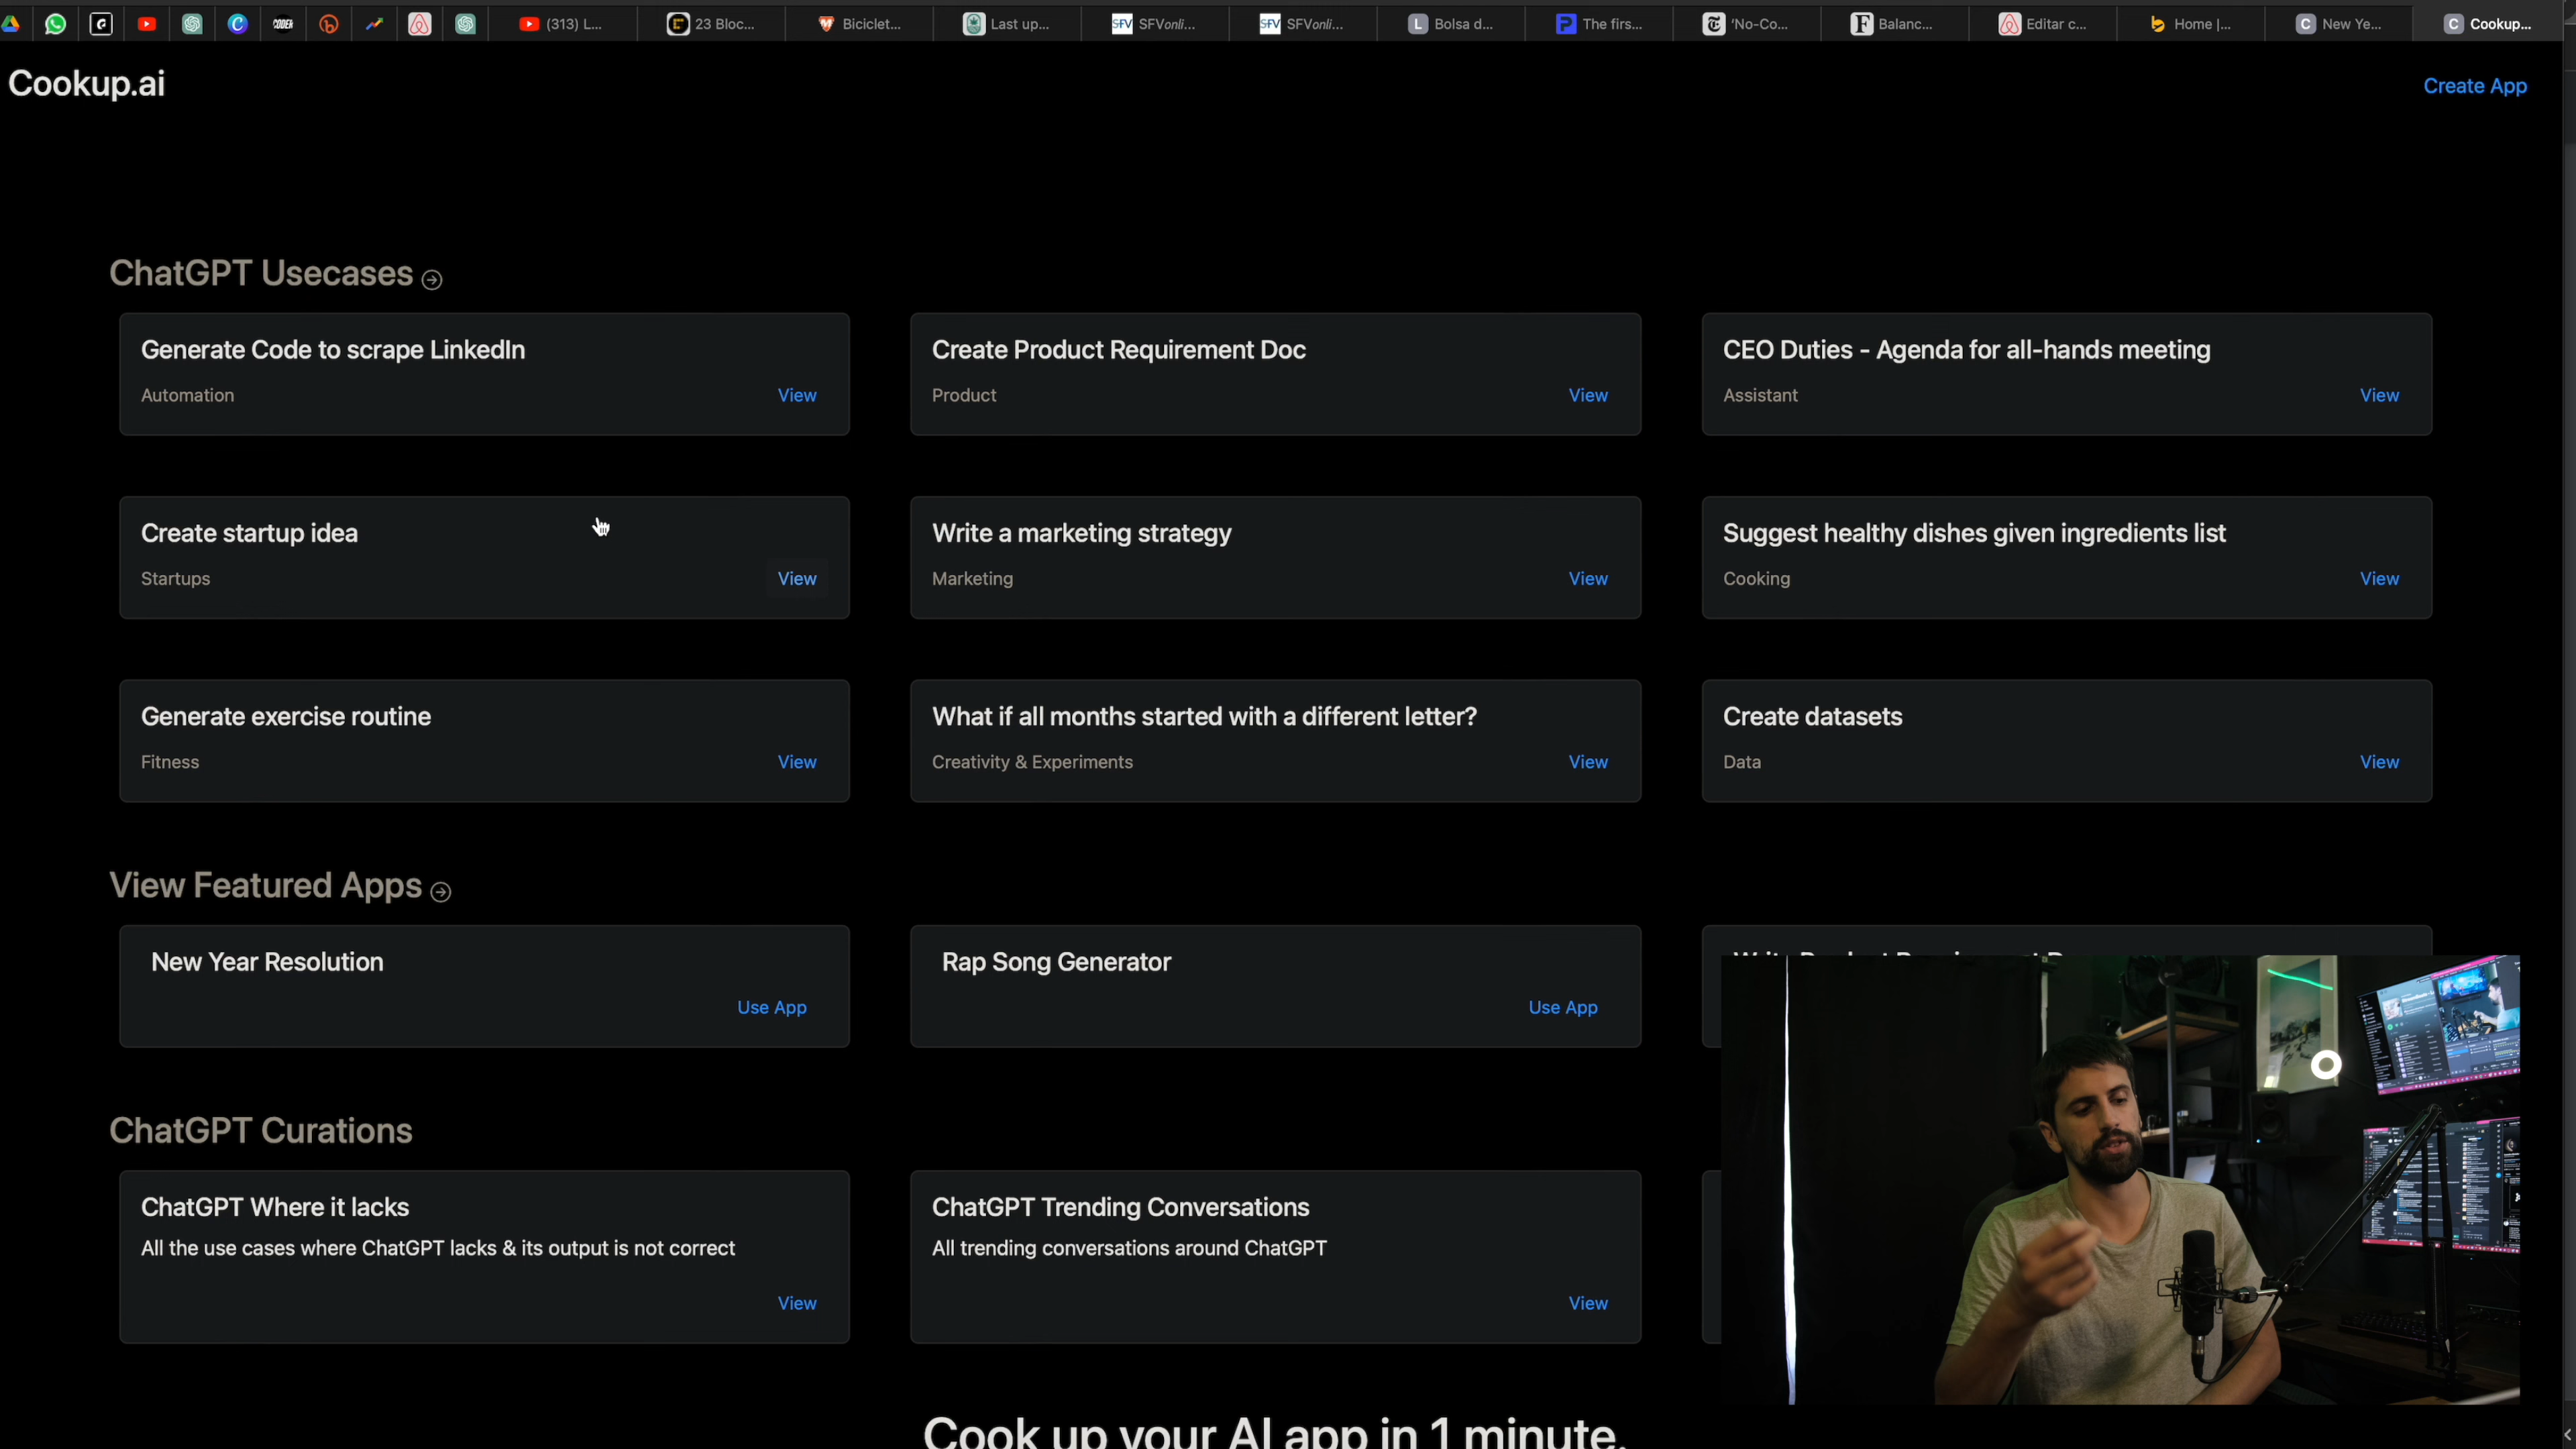 (313) L...
23 Bloc...
Biciclet...
Last up...
SFV SFVonli...
SFV SFVonli...
L Bolsa d...
The firs...
'No-Co...
Balanc...
Editar c...
Home |...
C New Ye...
C Cookup...
Cookup.ai
Create App
ChatGPT Usecases
Generate Code to scrape LinkedIn
Automation
View
Create Product Requirement Doc
Product
View
CEO Duties - Agenda for all-hands meeting
Assistant
View
Create startup idea
Startups
View
Write a marketing strategy
Marketing
View
Suggest healthy dishes given ingredients list
Cooking
View
Generate exercise routine
Fitness
View
What if all months started with a different letter?
Creativity & Experiments
View
Create datasets
Data
View
View Featured Apps
New Year Resolution
Use App
Rap Song Generator
Use App
ChatGPT Curations
ChatGPT Where it lacks
All the use cases where ChatGPT lacks & its output is not correct
View
ChatGPT Trending Conversations
All trending conversations around ChatGPT
View
Cook up your AI app in 1 minute.